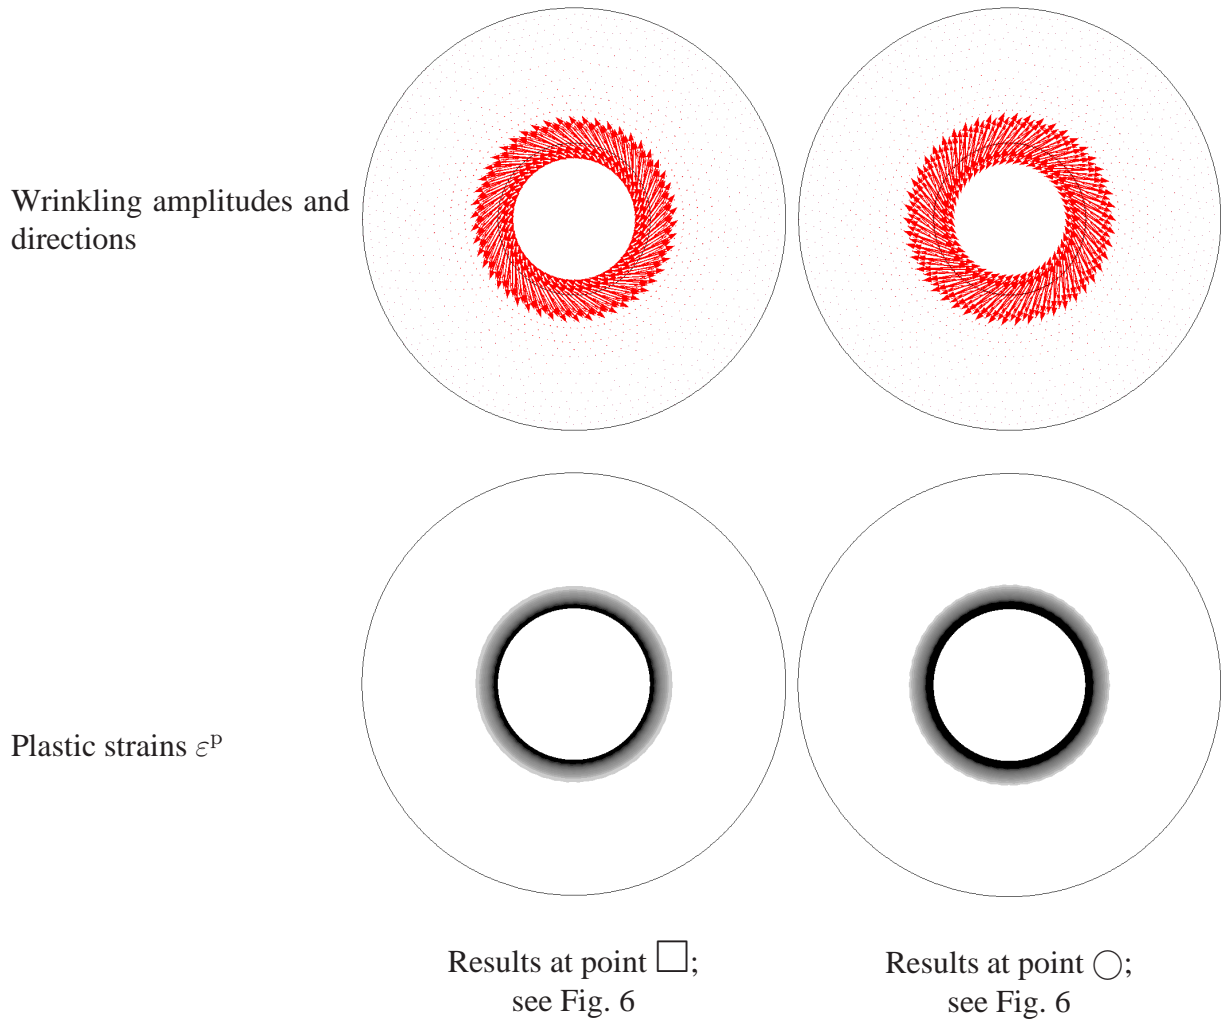 Wrinkling amplitudes and
directions
Plastic strains εᵖ
Results at point □;
see Fig. 6
Results at point ○;
see Fig. 6